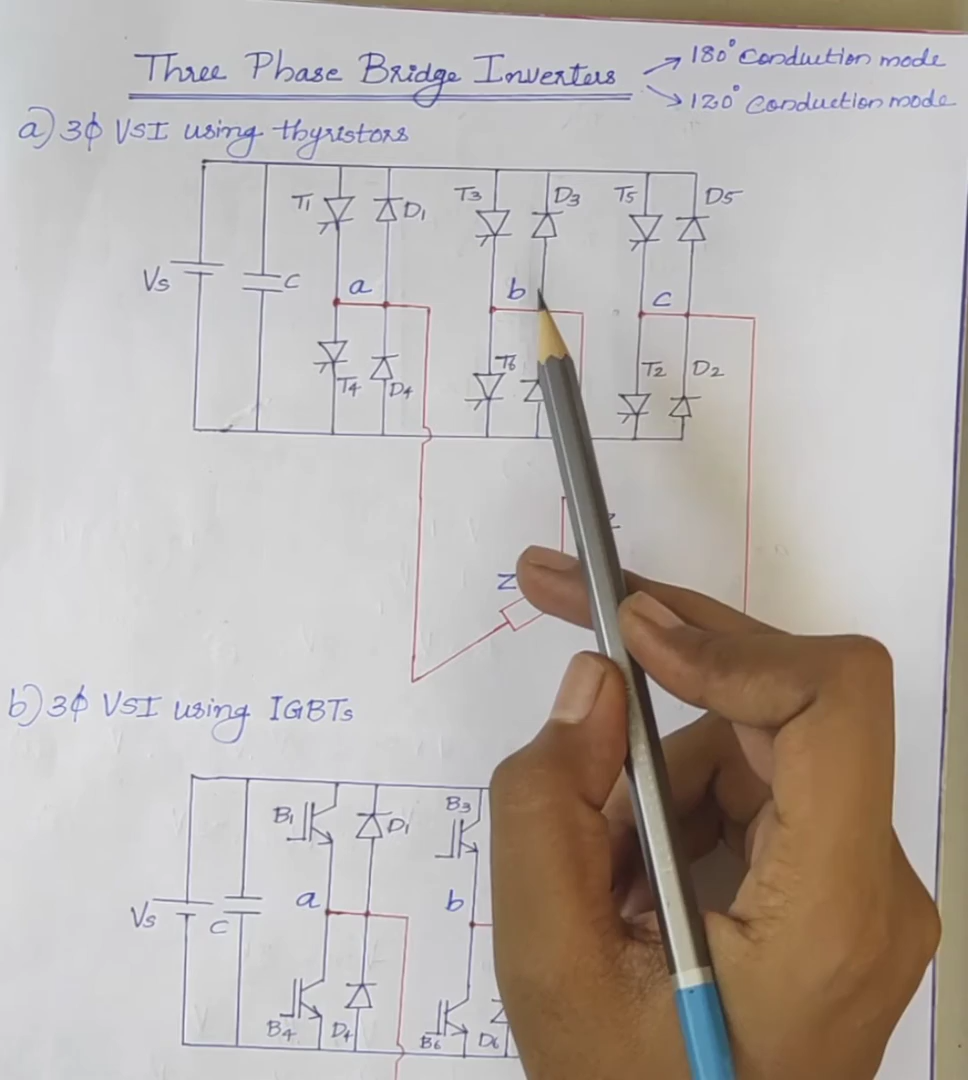 Three Phase Bridge Inverters → 180° conduction mode
→ 120° conduction mode
a) 3ϕ VSI using thyristors
T1 D1 T3 D3 T5 D5
Vs C a b c
T4 D4 T6 T2 D2
Z
b) 3ϕ VSI using IGBTs
B1 D1 B3
Vs C a b
B4 D4 B6 D6